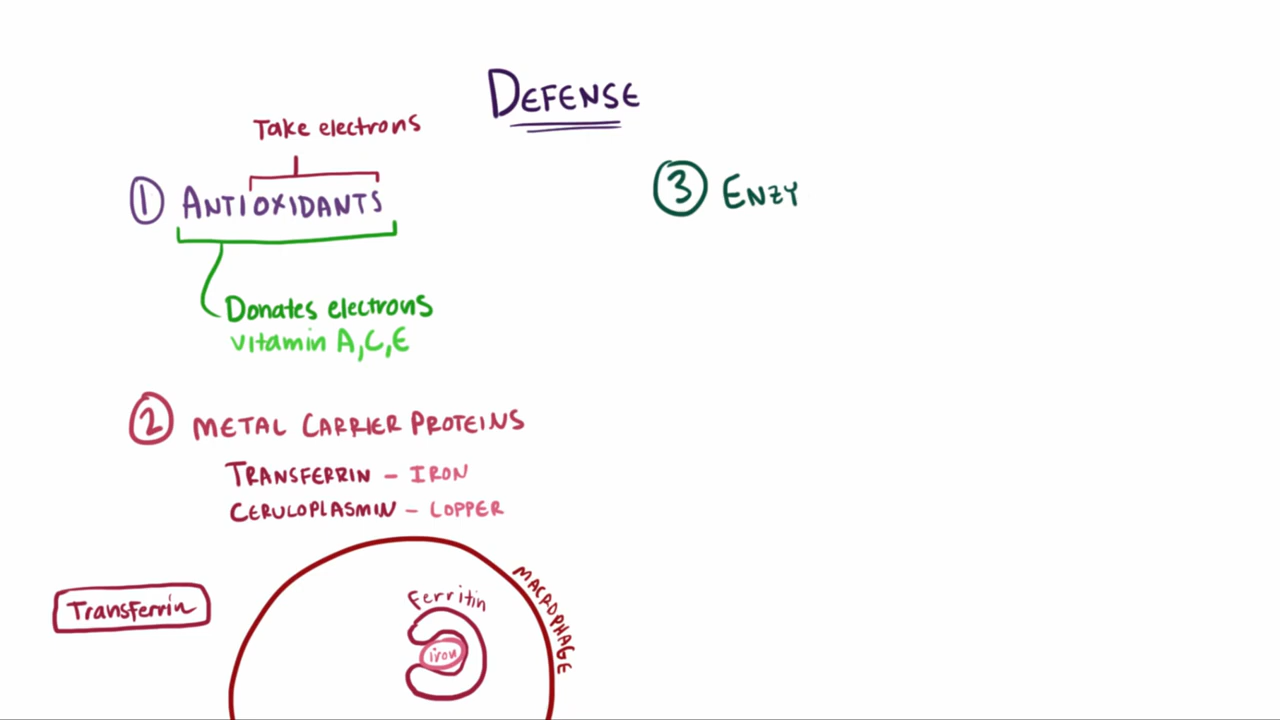 DEFENSE
Take electrons
1 ANTIOXIDANTS
Donates electrons
vitamin A, C, E
2 METAL CARRIER PROTEINS
TRANSFERRIN - IRON
CERULOPLASMIN - COPPER
Transferrin
Ferritin
iron
MACROPHAGE
3 ENZY